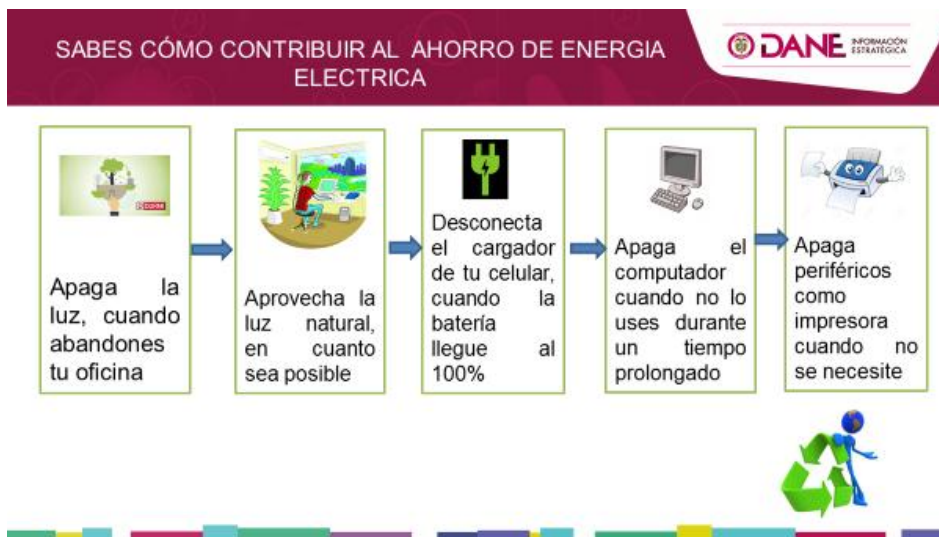 SABES CÓMO CONTRIBUIR AL AHORRO DE ENERGIA
ELECTRICA
DANE
INFORMACIÓN
ESTRATÉGICA
Apaga la
luz, cuando
abandones
tu oficina
Aprovecha la
luz natural,
en cuanto
sea posible
Desconecta
el cargador
de tu celular,
cuando la
batería
llegue al
100%
Apaga el
computador
cuando no lo
uses durante
un tiempo
prolongado
Apaga
periféricos
como
impresora
cuando no
se necesite